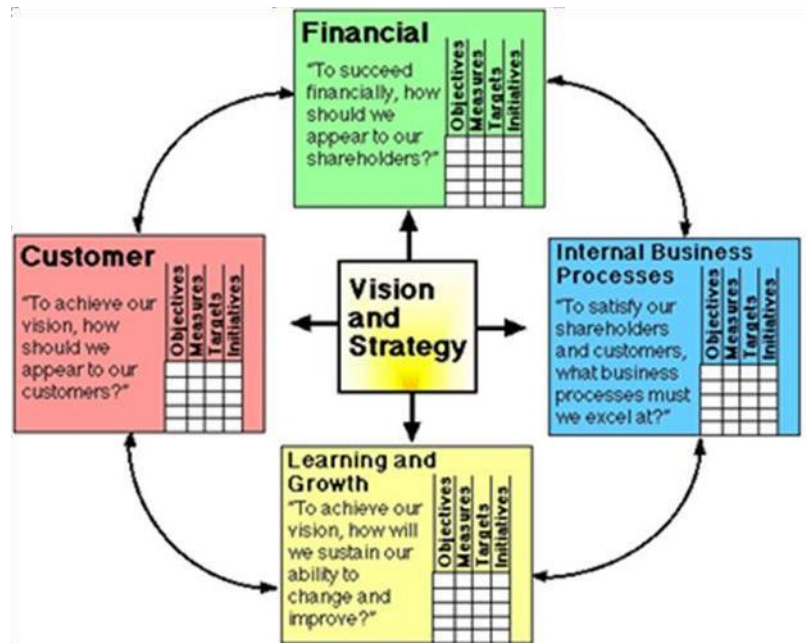 Financial
"To succeed
financially, how
should we
appear to our
shareholders?"
Objectives
Measures
Targets
Initiatives
Customer
"To achieve our
vision, how
should we
appear to our
customers?"
Objectives
Measures
Targets
Initiatives
Vision
and
Strategy
Internal Business
Processes
"To satisfy our
shareholders
and customers,
what business
processes must
we excel at?"
Objectives
Measures
Targets
Initiatives
Learning and
Growth
"To achieve our
vision, how will
we sustain our
ability to
change and
improve?"
Objectives
Measures
Targets
Initiatives